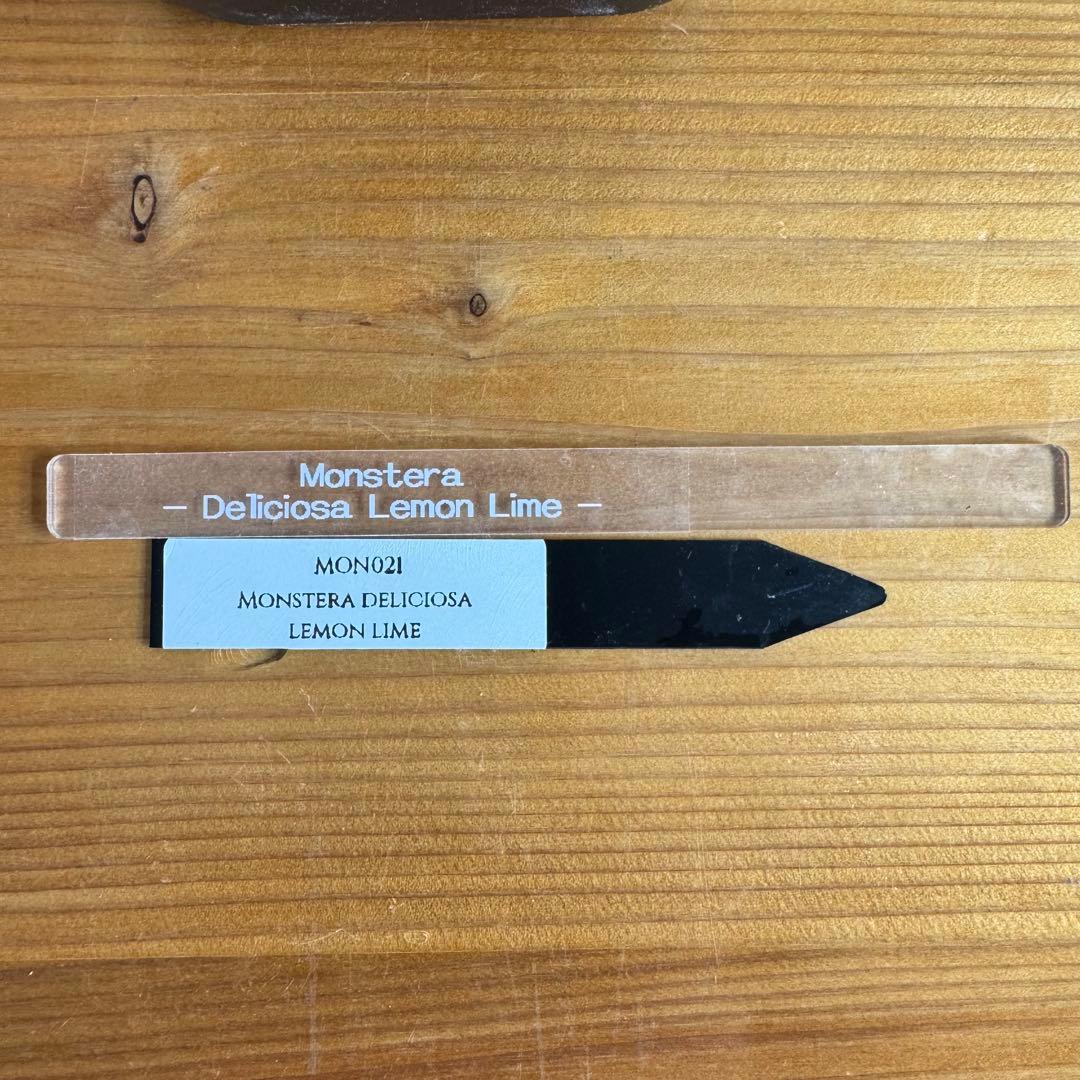 Monstera
— Deliciosa Lemon Lime —
MON021
MONSTERA DELICIOSA
LEMON LIME